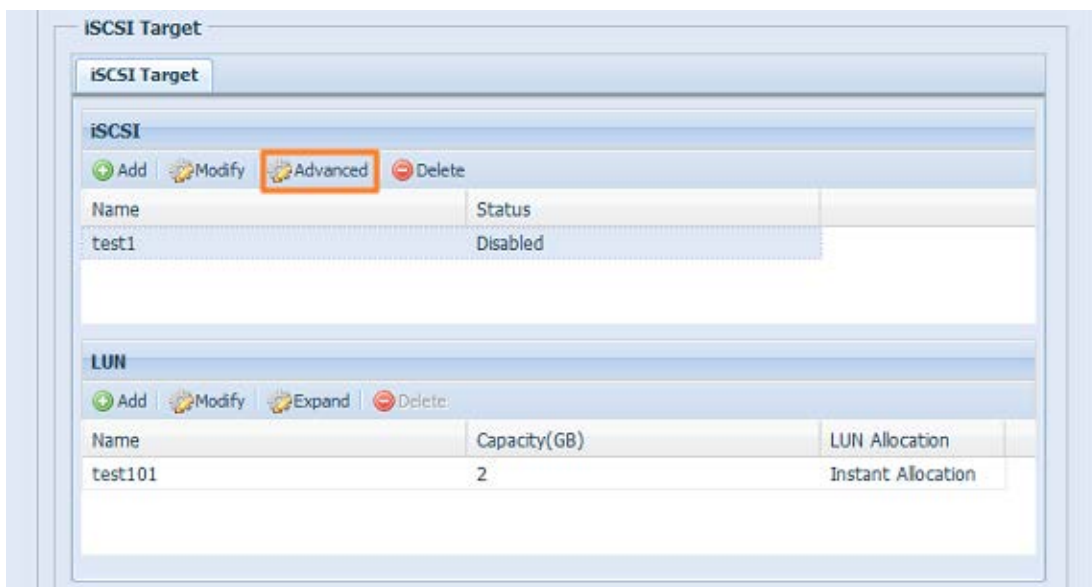 iSCSI Target
iSCSI Target
iSCSI
Add Modify Advanced Delete
Name Status
test1 Disabled
LUN
Add Modify Expand Delete
Name Capacity(GB) LUN Allocation
test101 2 Instant Allocation